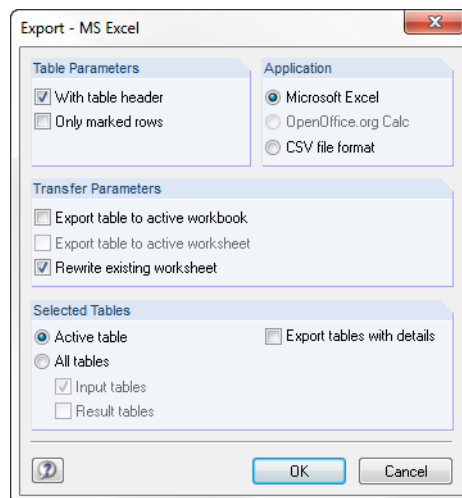 Export - MS Excel
Table Parameters
With table header
Only marked rows
Application
Microsoft Excel
OpenOffice.org Calc
CSV file format
Transfer Parameters
Export table to active workbook
Export table to active worksheet
Rewrite existing worksheet
Selected Tables
Active table
All tables
Input tables
Result tables
Export tables with details
OK
Cancel